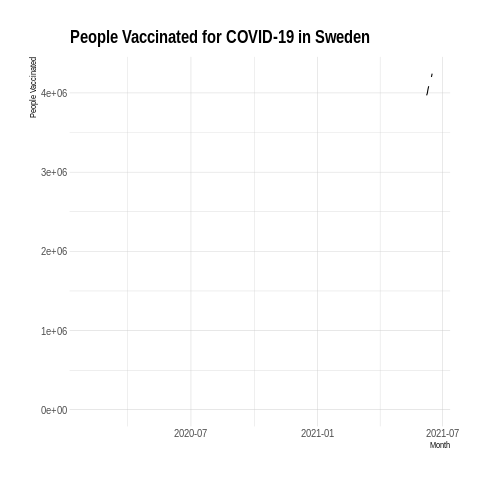 People Vaccinated for COVID-19 in Sweden
People Vaccinated
4e+06
3e+06
2e+06
1e+06
0e+00
2020-07
2021-01
2021-07
Month